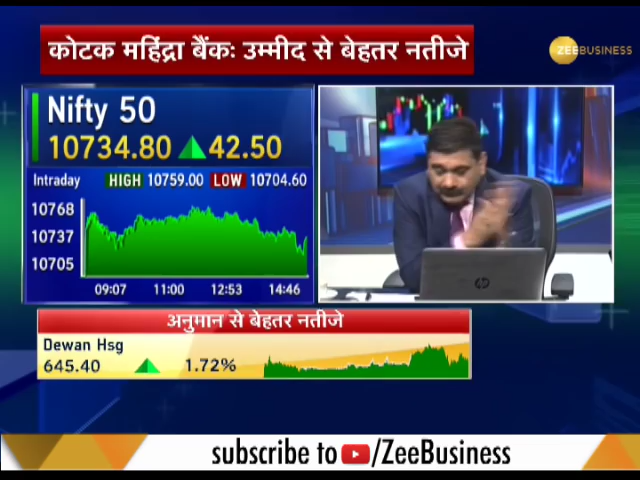 कोटक महिंद्रा बैंकः उम्मीद से बेहतर नतीजे
ZEEBUSINESS
Nifty 50
10734.80 42.50
Intraday HIGH 10759.00 LOW 10704.60
10768
10737
10705
09:07 11:00 12:53 14:46
hp
अनुमान से बेहतर नतीजे
Dewan Hsg
645.40 1.72%
subscribe to /ZeeBusiness